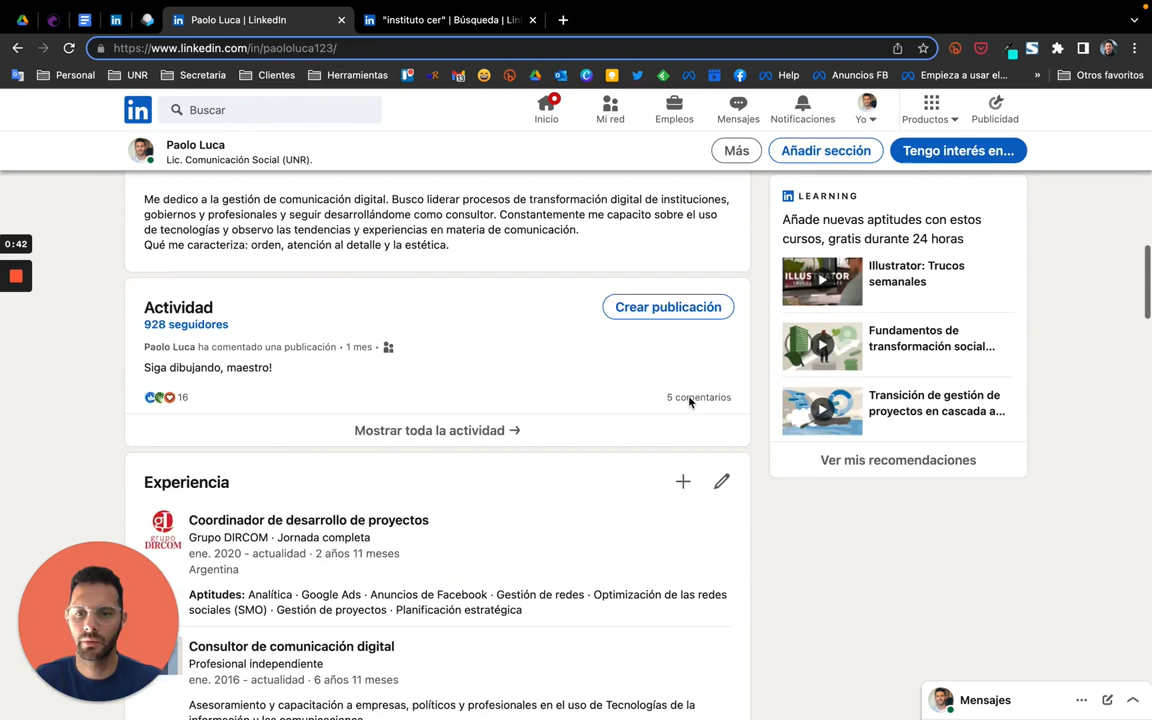 Paolo Luca | LinkedIn
"instituto cer" | Búsqueda | Lin
https://www.linkedin.com/in/paololuca123/
Personal
UNR
Secretaria
Clientes
Herramientas
Help
Anuncios FB
Empieza a usar el...
»
Otros favoritos
in
Buscar
Inicio
Mi red
Empleos
Mensajes
Notificaciones
Yo
Productos
Publicidad
Paolo Luca
Lic. Comunicación Social (UNR).
Más
Añadir sección
Tengo interés en...
0:42
Me dedico a la gestión de comunicación digital. Busco liderar procesos de transformación digital de instituciones,
gobiernos y profesionales y seguir desarrollándome como consultor. Constantemente me capacito sobre el uso
de tecnologías y observo las tendencias y experiencias en materia de comunicación.
Qué me caracteriza: orden, atención al detalle y la estética.
Actividad
928 seguidores
Crear publicación
Paolo Luca ha comentado una publicación • 1 mes •
Siga dibujando, maestro!
16
5 comentarios
Mostrar toda la actividad →
Experiencia
grupo
DIRCOM
Coordinador de desarrollo de proyectos
Grupo DIRCOM · Jornada completa
ene. 2020 - actualidad · 2 años 11 meses
Argentina
Aptitudes: Analítica · Google Ads · Anuncios de Facebook · Gestión de redes · Optimización de las redes
sociales (SMO) · Gestión de proyectos · Planificación estratégica
Consultor de comunicación digital
Profesional independiente
ene. 2016 - actualidad · 6 años 11 meses
Asesoramiento y capacitación a empresas, políticos y profesionales en el uso de Tecnologías de la
in LEARNING
Añade nuevas aptitudes con estos
cursos, gratis durante 24 horas
Illustrator: Trucos
semanales
Fundamentos de
transformación social...
Transición de gestión de
proyectos en cascada a...
Ver mis recomendaciones
Mensajes